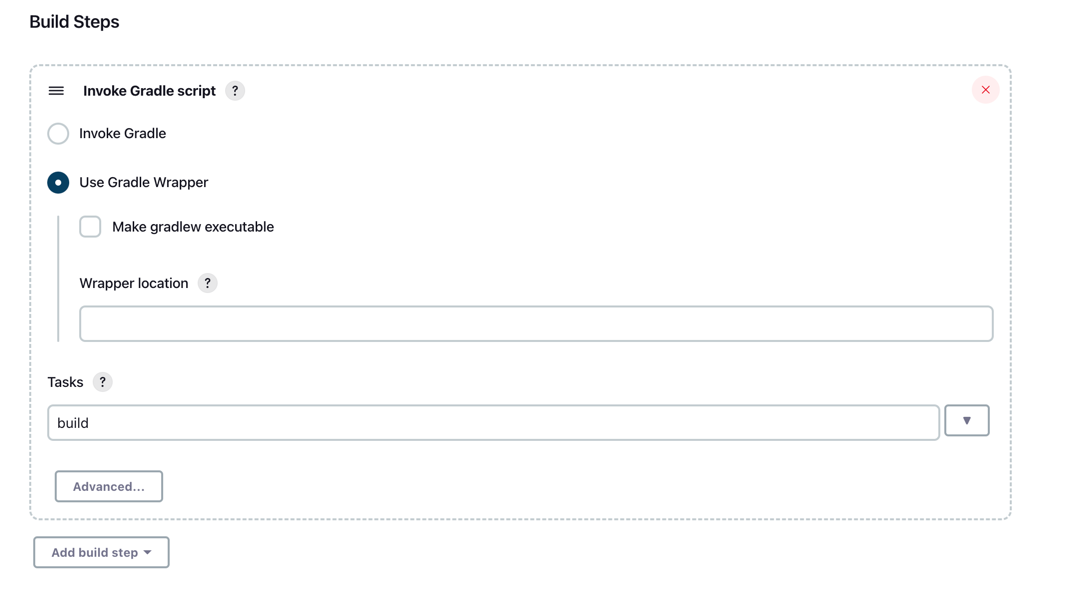 Build Steps
Invoke Gradle script ?
Invoke Gradle
Use Gradle Wrapper
Make gradlew executable
Wrapper location ?
Tasks ?
build
Advanced...
Add build step